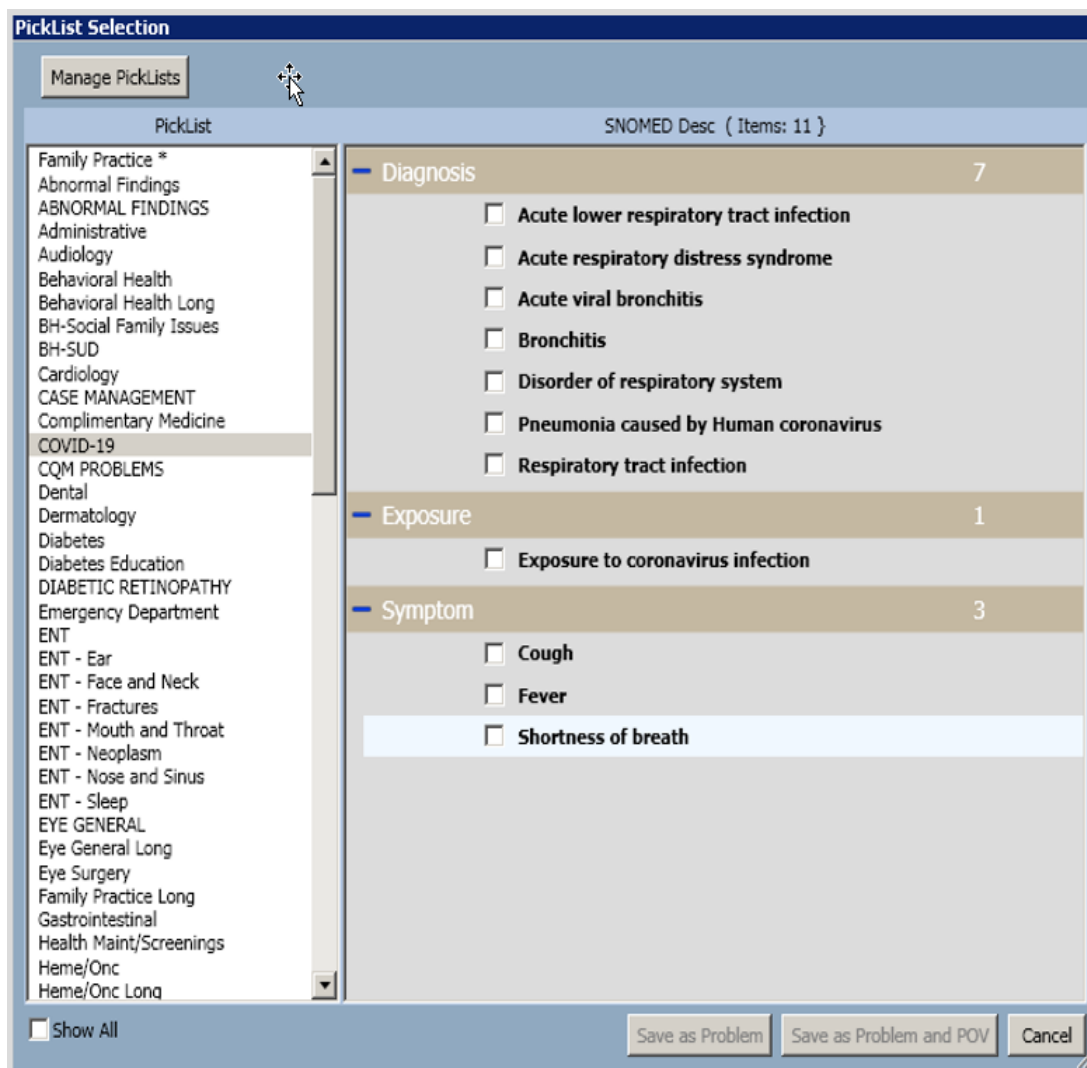 PickList Selection
Manage PickLists
PickList
SNOMED Desc ( Items: 11 }
Family Practice *
Abnormal Findings
ABNORMAL FINDINGS
Administrative
Audiology
Behavioral Health
Behavioral Health Long
BH-Social Family Issues
BH-SUD
Cardiology
CASE MANAGEMENT
Complimentary Medicine
COVID-19
CQM PROBLEMS
Dental
Dermatology
Diabetes
Diabetes Education
DIABETIC RETINOPATHY
Emergency Department
ENT
ENT - Ear
ENT - Face and Neck
ENT - Fractures
ENT - Mouth and Throat
ENT - Neoplasm
ENT - Nose and Sinus
ENT - Sleep
EYE GENERAL
Eye General Long
Eye Surgery
Family Practice Long
Gastrointestinal
Health Maint/Screenings
Heme/Onc
Heme/Onc Long
Diagnosis 7
Acute lower respiratory tract infection
Acute respiratory distress syndrome
Acute viral bronchitis
Bronchitis
Disorder of respiratory system
Pneumonia caused by Human coronavirus
Respiratory tract infection
Exposure 1
Exposure to coronavirus infection
Symptom 3
Cough
Fever
Shortness of breath
Show All
Save as Problem
Save as Problem and POV
Cancel